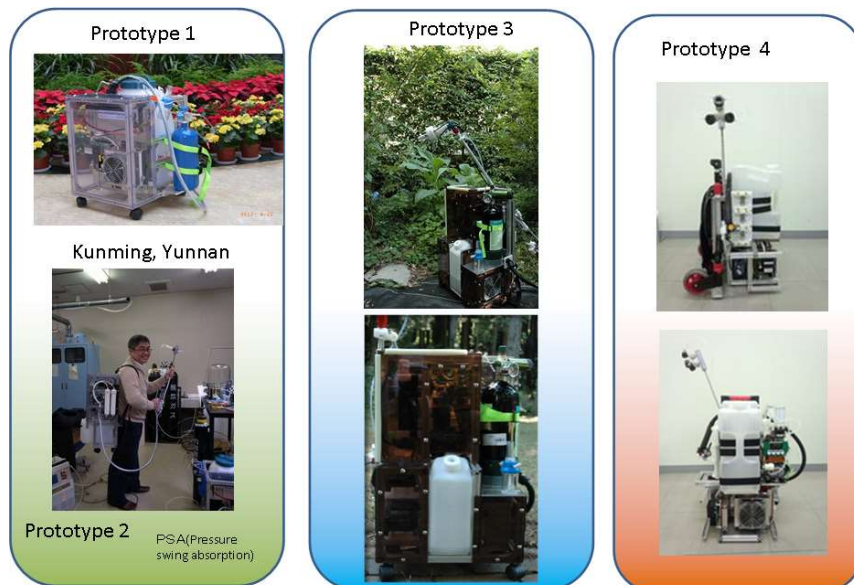 Prototype 1
Kunming, Yunnan
Prototype 2
PSA(Pressure
swing absorption)
Prototype 3
Prototype 4